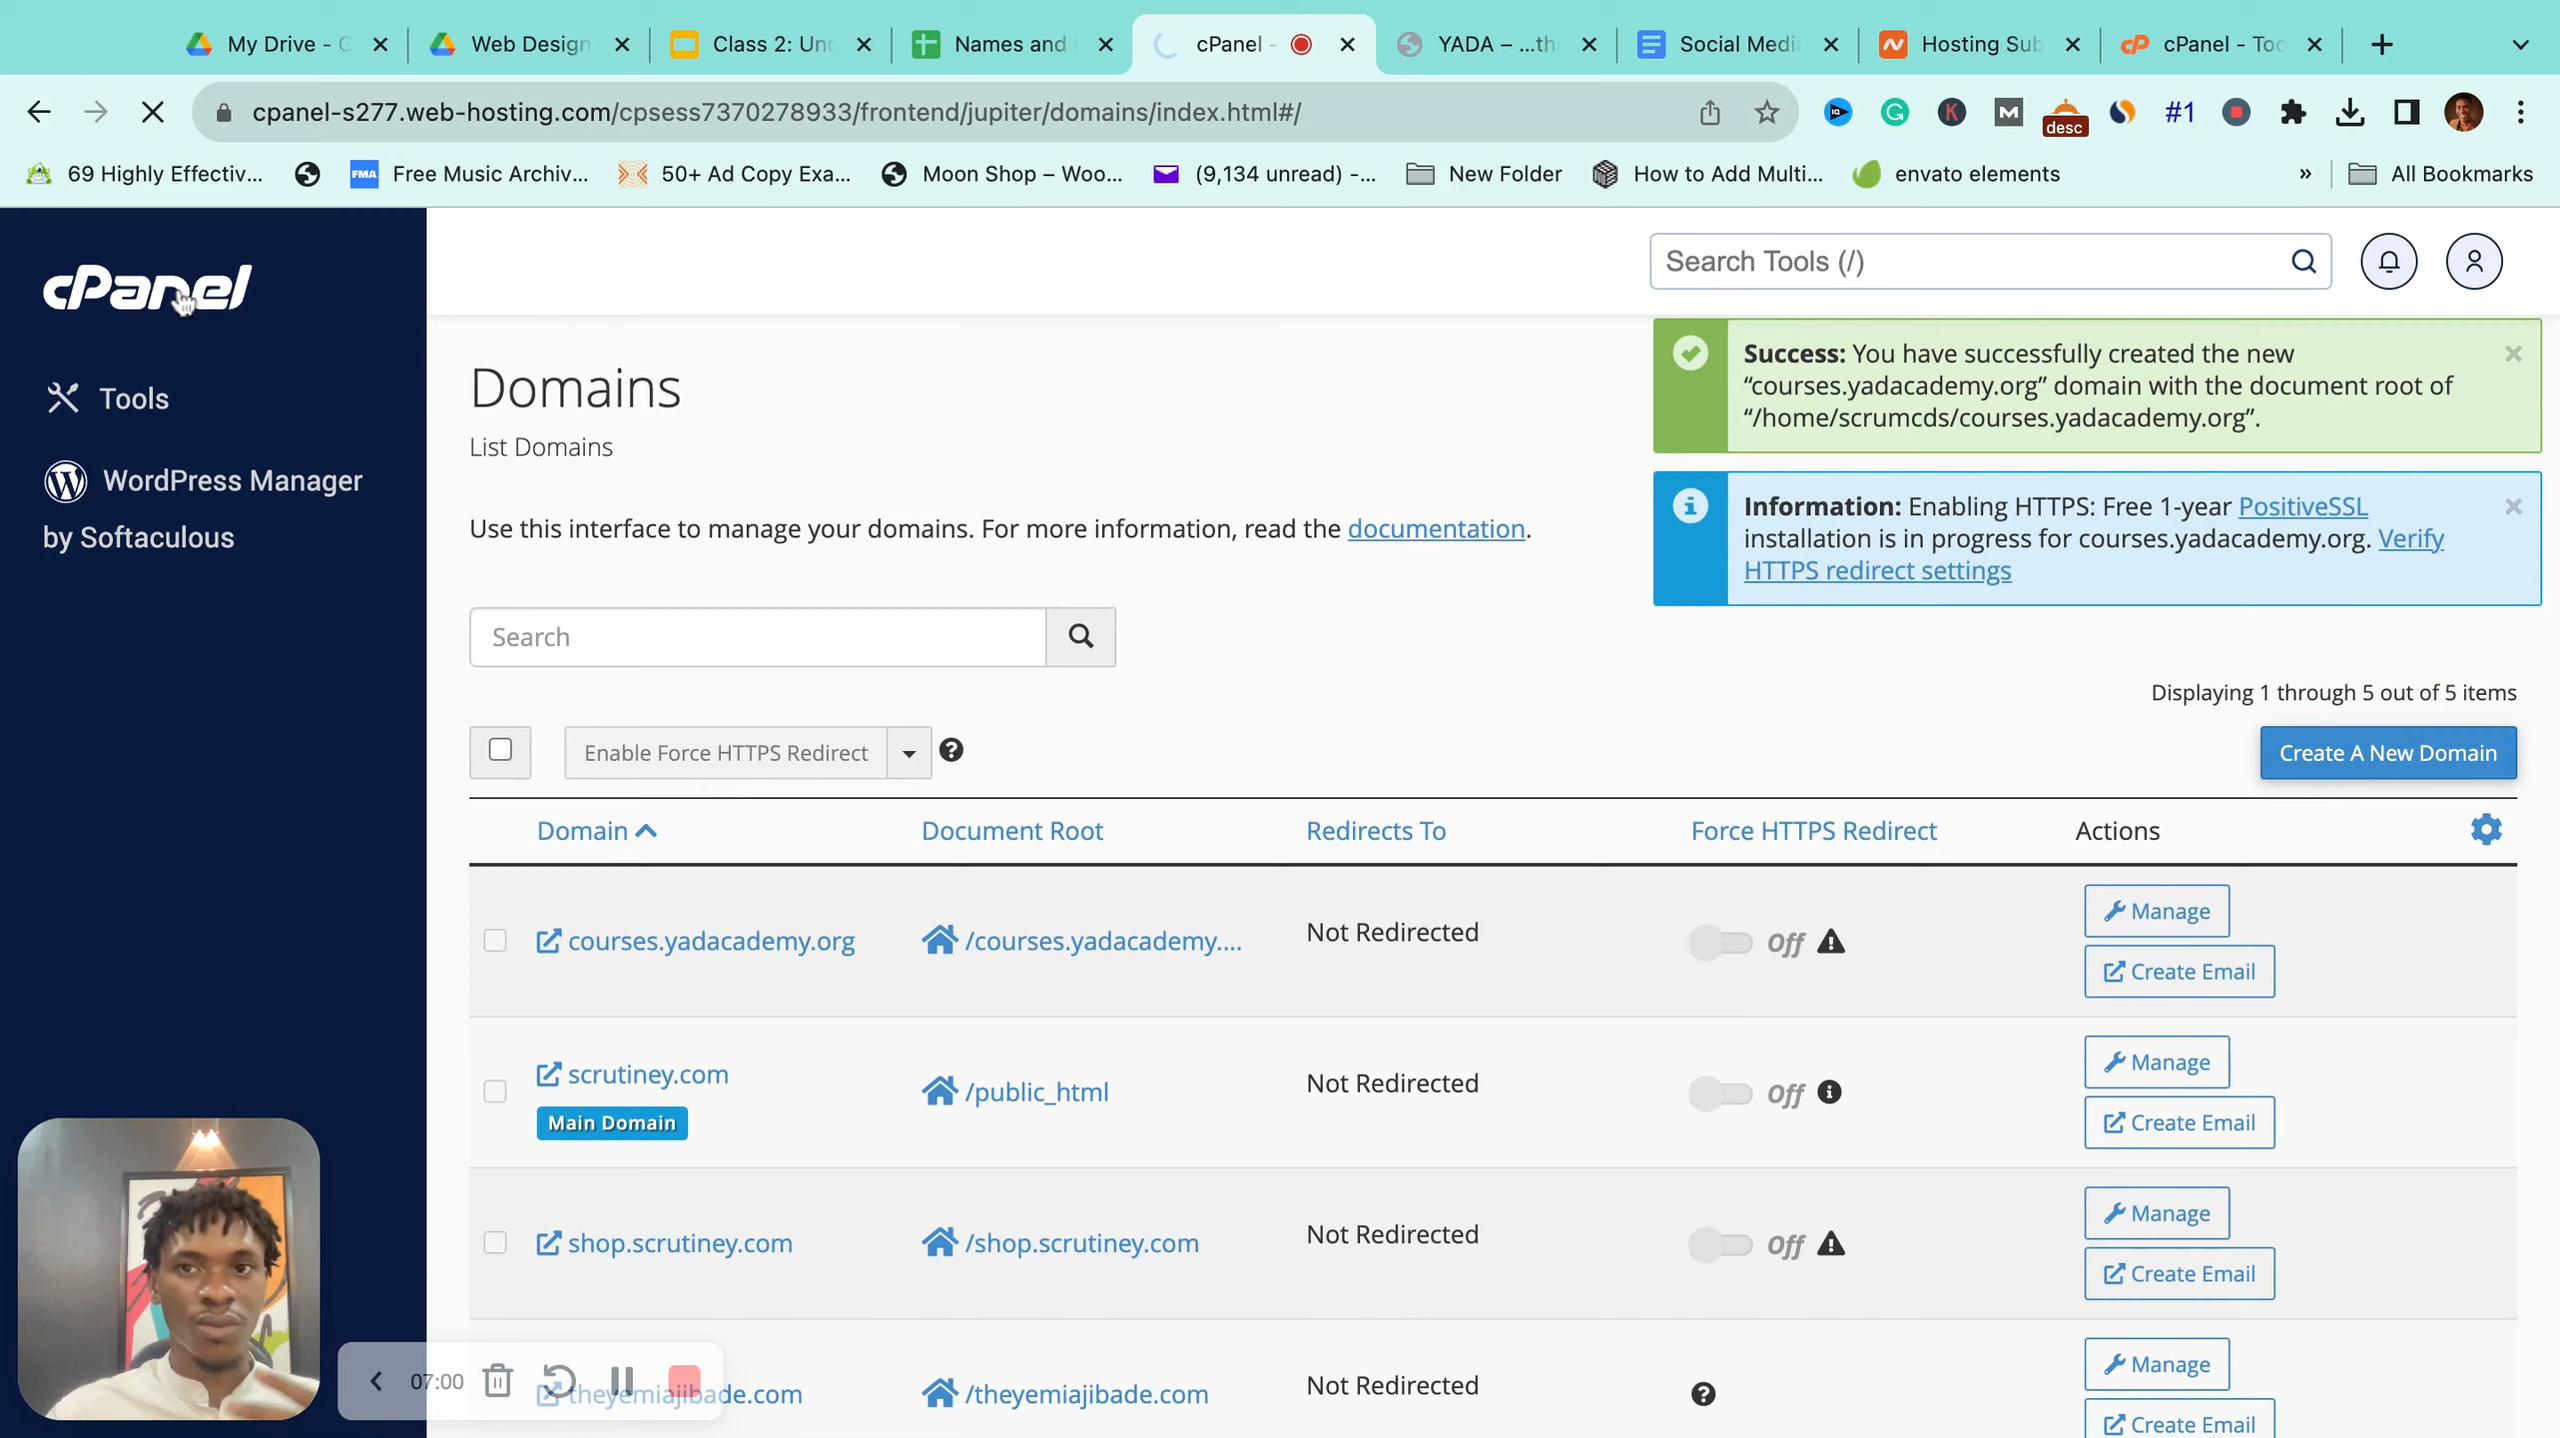 My Drive - G
Web Design
Class 2: Und
Names and
cPanel -
YADA – ...th
Social Media
Hosting Sub
cPanel - Too
cpanel-s277.web-hosting.com/cpsess7370278933/frontend/jupiter/domains/index.html#/
desc
#1
69 Highly Effectiv...
FMA
Free Music Archiv...
50+ Ad Copy Exa...
Moon Shop – Woo...
(9,134 unread) -...
New Folder
How to Add Multi...
envato elements
»
All Bookmarks
cPanel
Search Tools (/)
Tools
WordPress Manager
by Softaculous
Domains
List Domains
Use this interface to manage your domains. For more information, read the documentation.
Success: You have successfully created the new
“courses.yadacademy.org” domain with the document root of
“/home/scrumcds/courses.yadacademy.org”.
Information: Enabling HTTPS: Free 1-year PositiveSSL
installation is in progress for courses.yadacademy.org. Verify
HTTPS redirect settings
Search
Displaying 1 through 5 out of 5 items
Enable Force HTTPS Redirect
Create A New Domain
Domain
Document Root
Redirects To
Force HTTPS Redirect
Actions
courses.yadacademy.org
/courses.yadacademy....
Not Redirected
Off
Manage
Create Email
scrutiney.com
Main Domain
/public_html
Not Redirected
Off
Manage
Create Email
shop.scrutiney.com
/shop.scrutiney.com
Not Redirected
Off
Manage
Create Email
theyemiajibade.com
/theyemiajibade.com
Not Redirected
Manage
Create Email
07:00